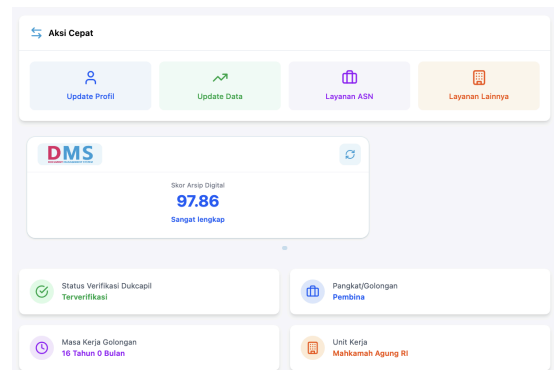 Aksi Cepat
Update Profil
Update Data
Layanan ASN
Layanan Lainnya
DMS
Skor Arsip Digital
97.86
Sangat lengkap
Status Verifikasi Dukcapil
Terverifikasi
Pangkat/Golongan
Pembina
Masa Kerja Golongan
16 Tahun 0 Bulan
Unit Kerja
Mahkamah Agung RI